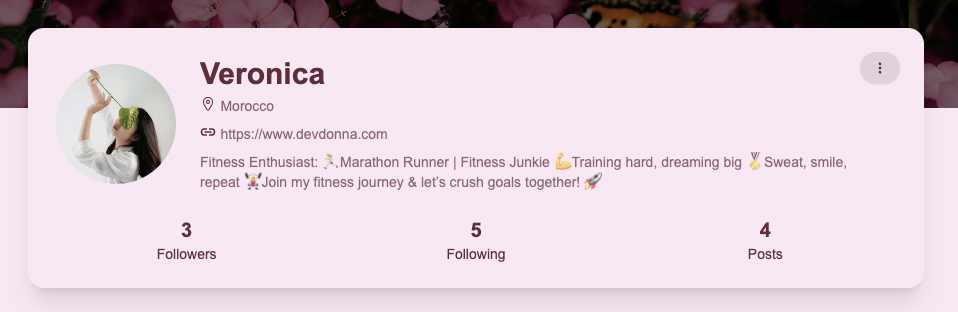 Veronica
Morocco
https://www.devdonna.com
Fitness Enthusiast: 🏃‍♀️Marathon Runner | Fitness Junkie 💪Training hard, dreaming big 🏅Sweat, smile,
repeat 🏋️‍♀️Join my fitness journey & let's crush goals together! 🚀
3 5 4
Followers Following Posts